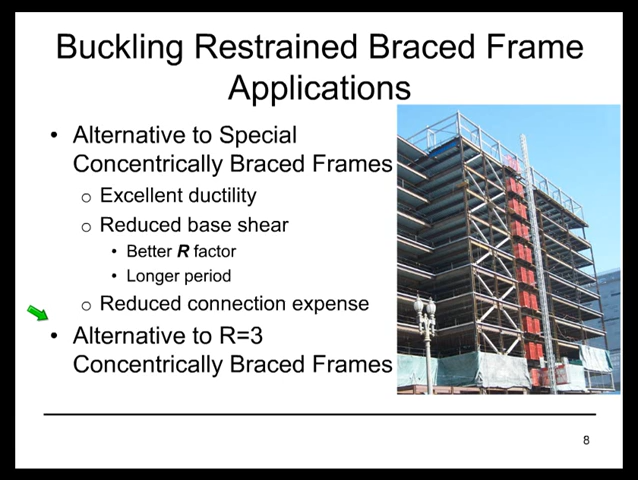 Buckling Restrained Braced Frame
Applications
• Alternative to Special
Concentrically Braced Frames
o Excellent ductility
o Reduced base shear
• Better R factor
• Longer period
o Reduced connection expense
• Alternative to R=3
Concentrically Braced Frames
8